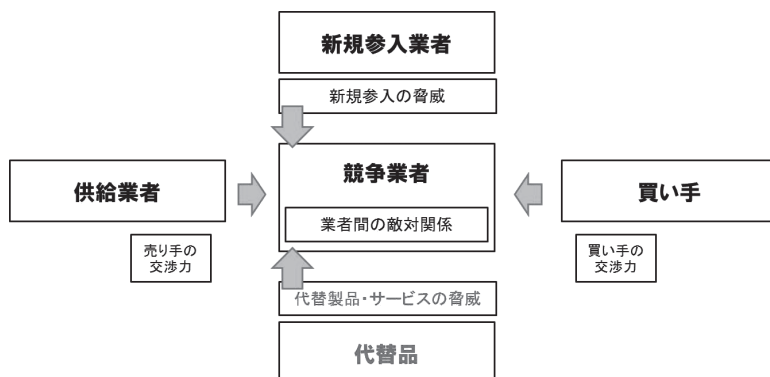 新規参入業者
新規参入の脅威
供給業者
競争業者
買い手
業者間の敵対関係
売り手の
交渉力
買い手の
交渉力
代替製品・サービスの脅威
代替品